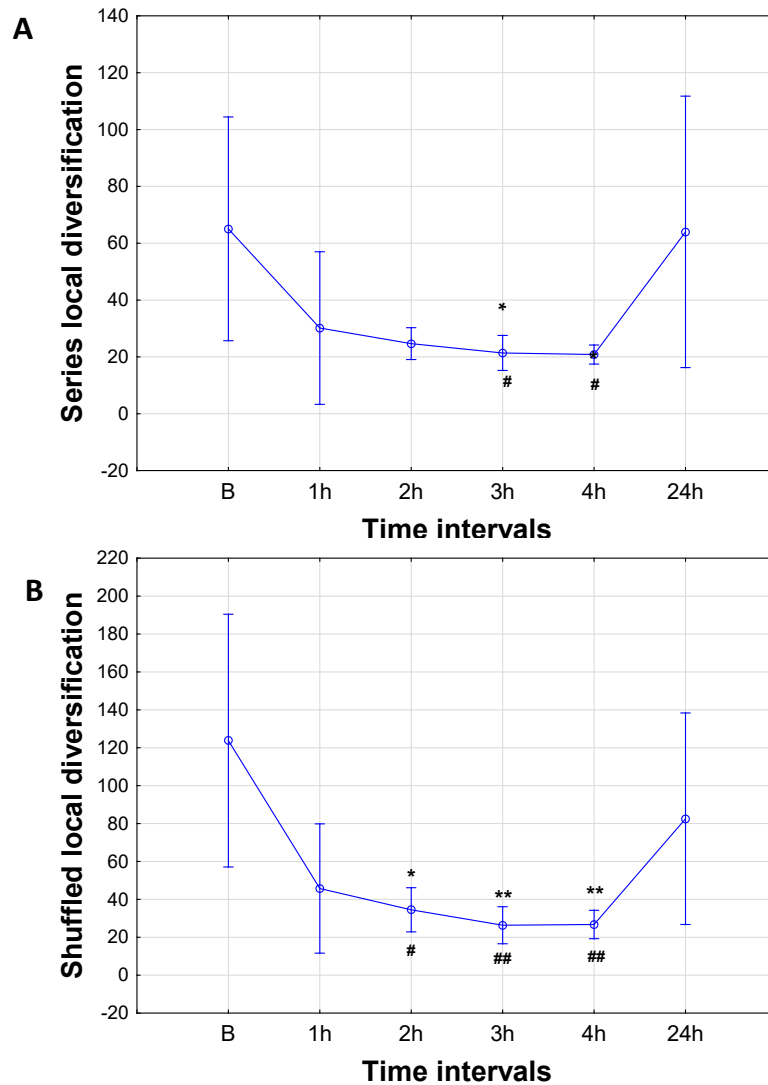 A
Series local diversification
140
120
100
80
60
40
20
0
-20
*
*
#
#
B 1h 2h 3h 4h 24h
Time intervals
B
Shuffled local diversification
220
200
180
160
140
120
100
80
60
40
20
0
-20
* ** **
# ## ##
B 1h 2h 3h 4h 24h
Time intervals